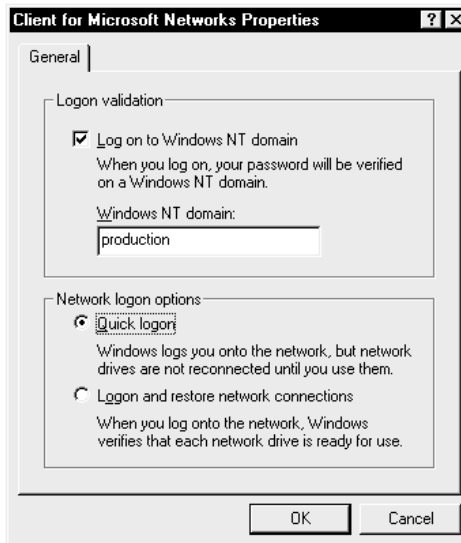 Client for Microsoft Networks Properties
General
Logon validation
Log on to Windows NT domain
When you log on, your password will be verified
on a Windows NT domain.
Windows NT domain:
production
Network logon options
Quick logon
Windows logs you onto the network, but network
drives are not reconnected until you use them.
Logon and restore network connections
When you log onto the network, Windows
verifies that each network drive is ready for use.
OK
Cancel